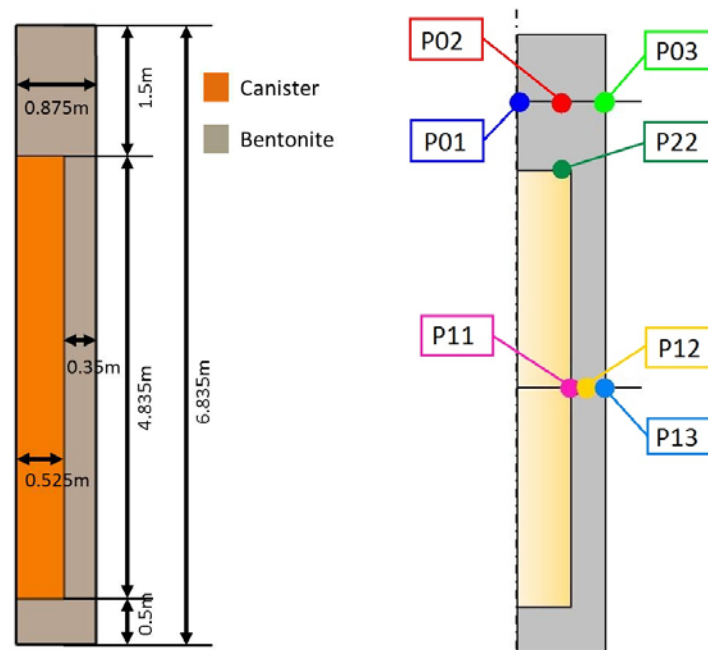 0.875m
1.5m
Canister
Bentonite
0.35m
4.835m
6.835m
0.525m
0.5m
P02
P03
P01
P22
P11
P12
P13